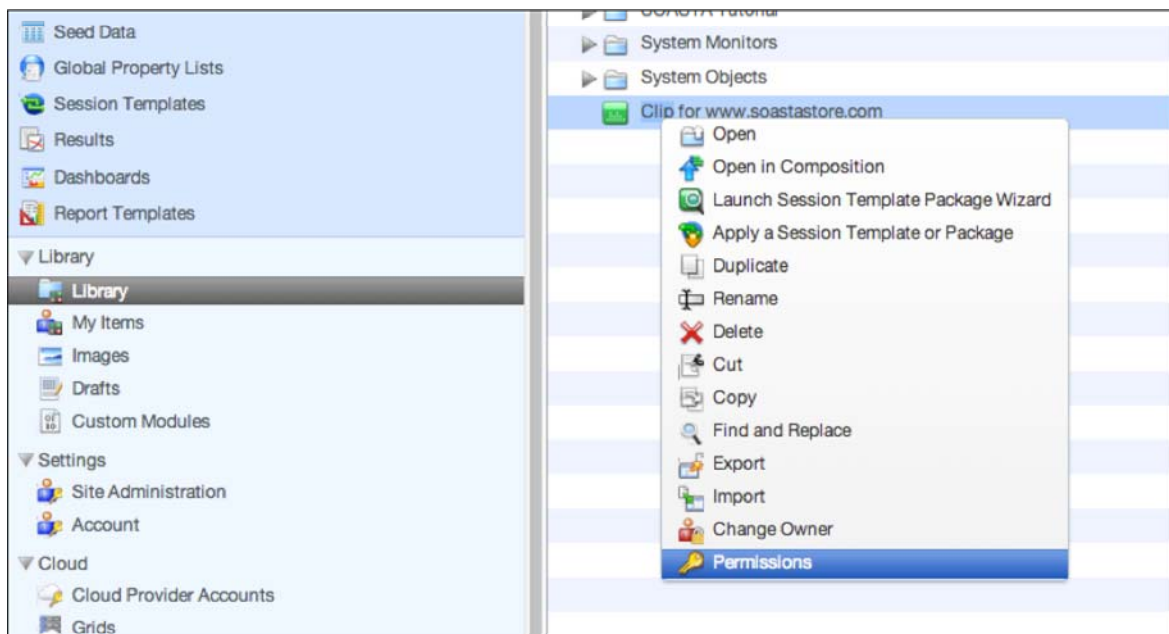 Seed Data
Global Property Lists
Session Templates
Results
Dashboards
Report Templates
Library
Library
My Items
Images
Drafts
Custom Modules
Settings
Site Administration
Account
Cloud
Cloud Provider Accounts
Grids
SOASTA Tutorial
System Monitors
System Objects
Clip for www.soastastore.com
Open
Open in Composition
Launch Session Template Package Wizard
Apply a Session Template or Package
Duplicate
Rename
Delete
Cut
Copy
Find and Replace
Export
Import
Change Owner
Permissions